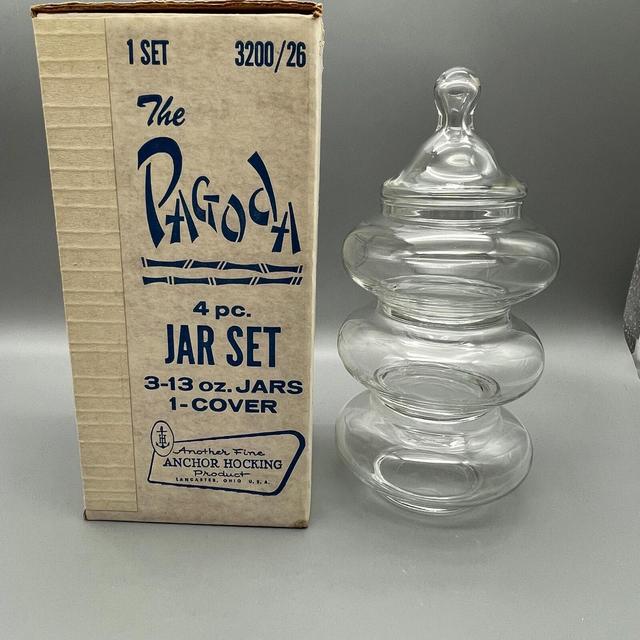 1 SET 3200/26
The
PAGODA
4 pc.
JAR SET
3-13 oz. JARS
1-COVER
Another Fine
ANCHOR HOCKING
Product
LANCASTER, OHIO U.S.A.